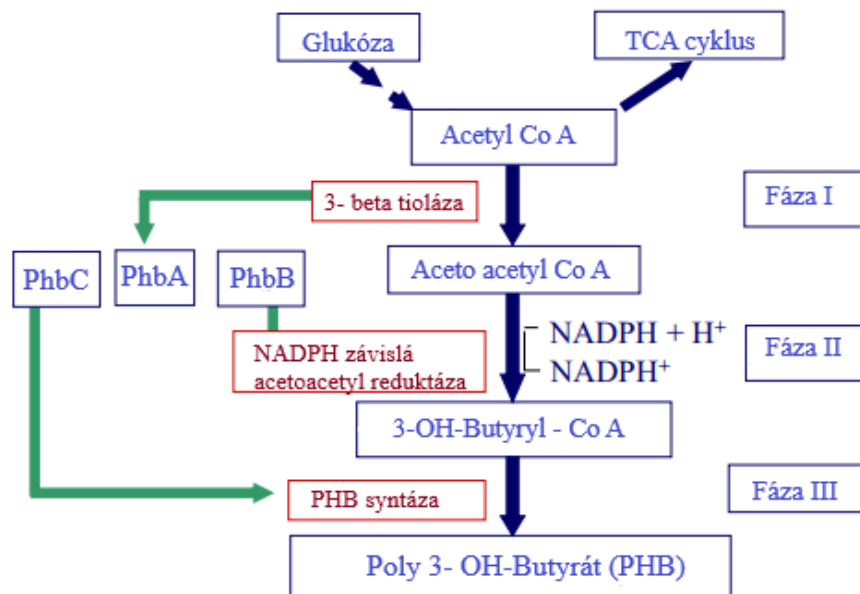 Glukóza
TCA cyklus
Acetyl Co A
3- beta tioláza
Fáza I
PhbC
PhbA
PhbB
Aceto acetyl Co A
NADPH + H⁺
NADPH⁺
NADPH závislá
acetoacetyl reduktáza
Fáza II
3-OH-Butyryl - Co A
PHB syntáza
Fáza III
Poly 3- OH-Butyrát (PHB)